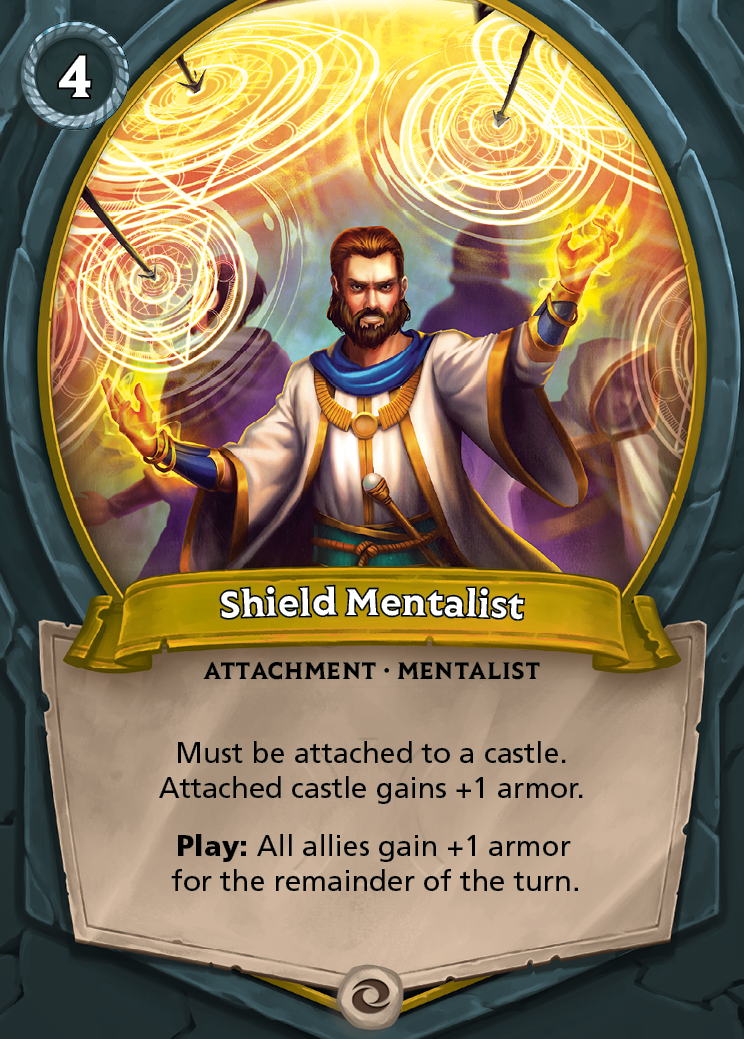 4
Shield Mentalist
ATTACHMENT · MENTALIST
Must be attached to a castle.
Attached castle gains +1 armor.
Play: All allies gain +1 armor
for the remainder of the turn.